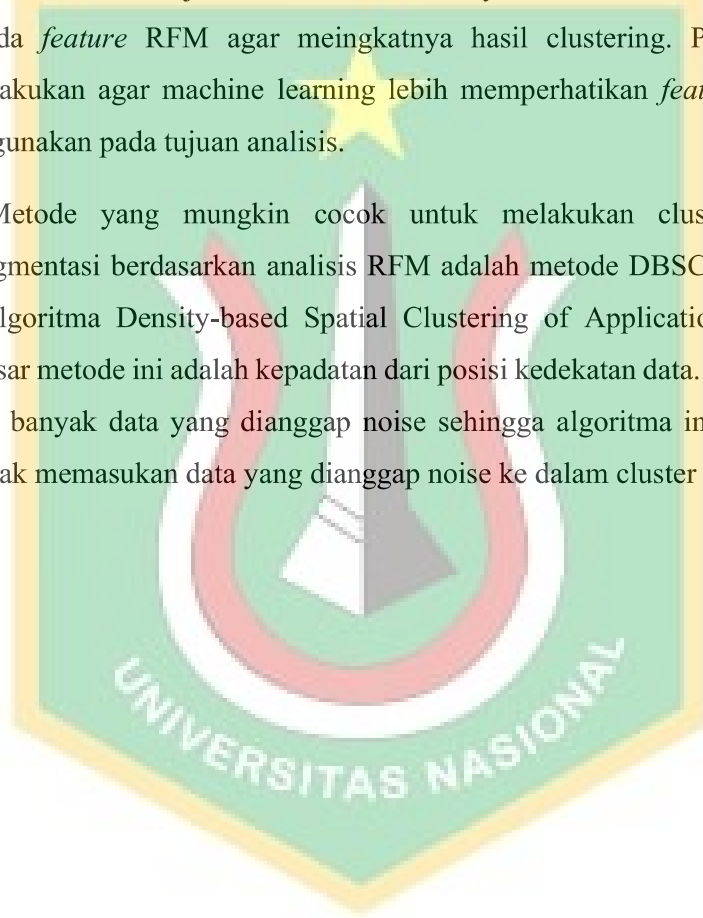 da feature RFM agar meingkatnya hasil clustering. P
akukan agar machine learning lebih memperhatikan feat
gunakan pada tujuan analisis.
Metode yang mungkin cocok untuk melakukan clus
gmentasi berdasarkan analisis RFM adalah metode DBSC
lgoritma Density-based Spatial Clustering of Applicatio
sar metode ini adalah kepadatan dari posisi kedekatan data.
banyak data yang dianggap noise sehingga algoritma in
ak memasukan data yang dianggap noise ke dalam cluster
UNIVERSITAS NASIONAL